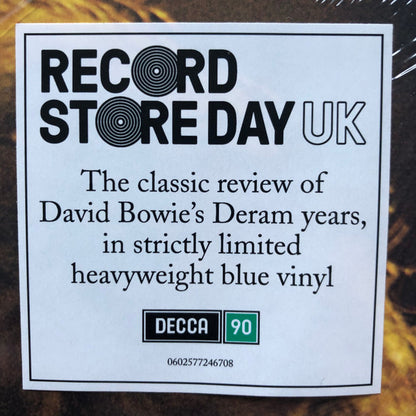 RECORD
STORE DAY UK
The classic review of
David Bowie's Deram years,
in strictly limited
heavyweight blue vinyl
DECCA 90
0602577246708